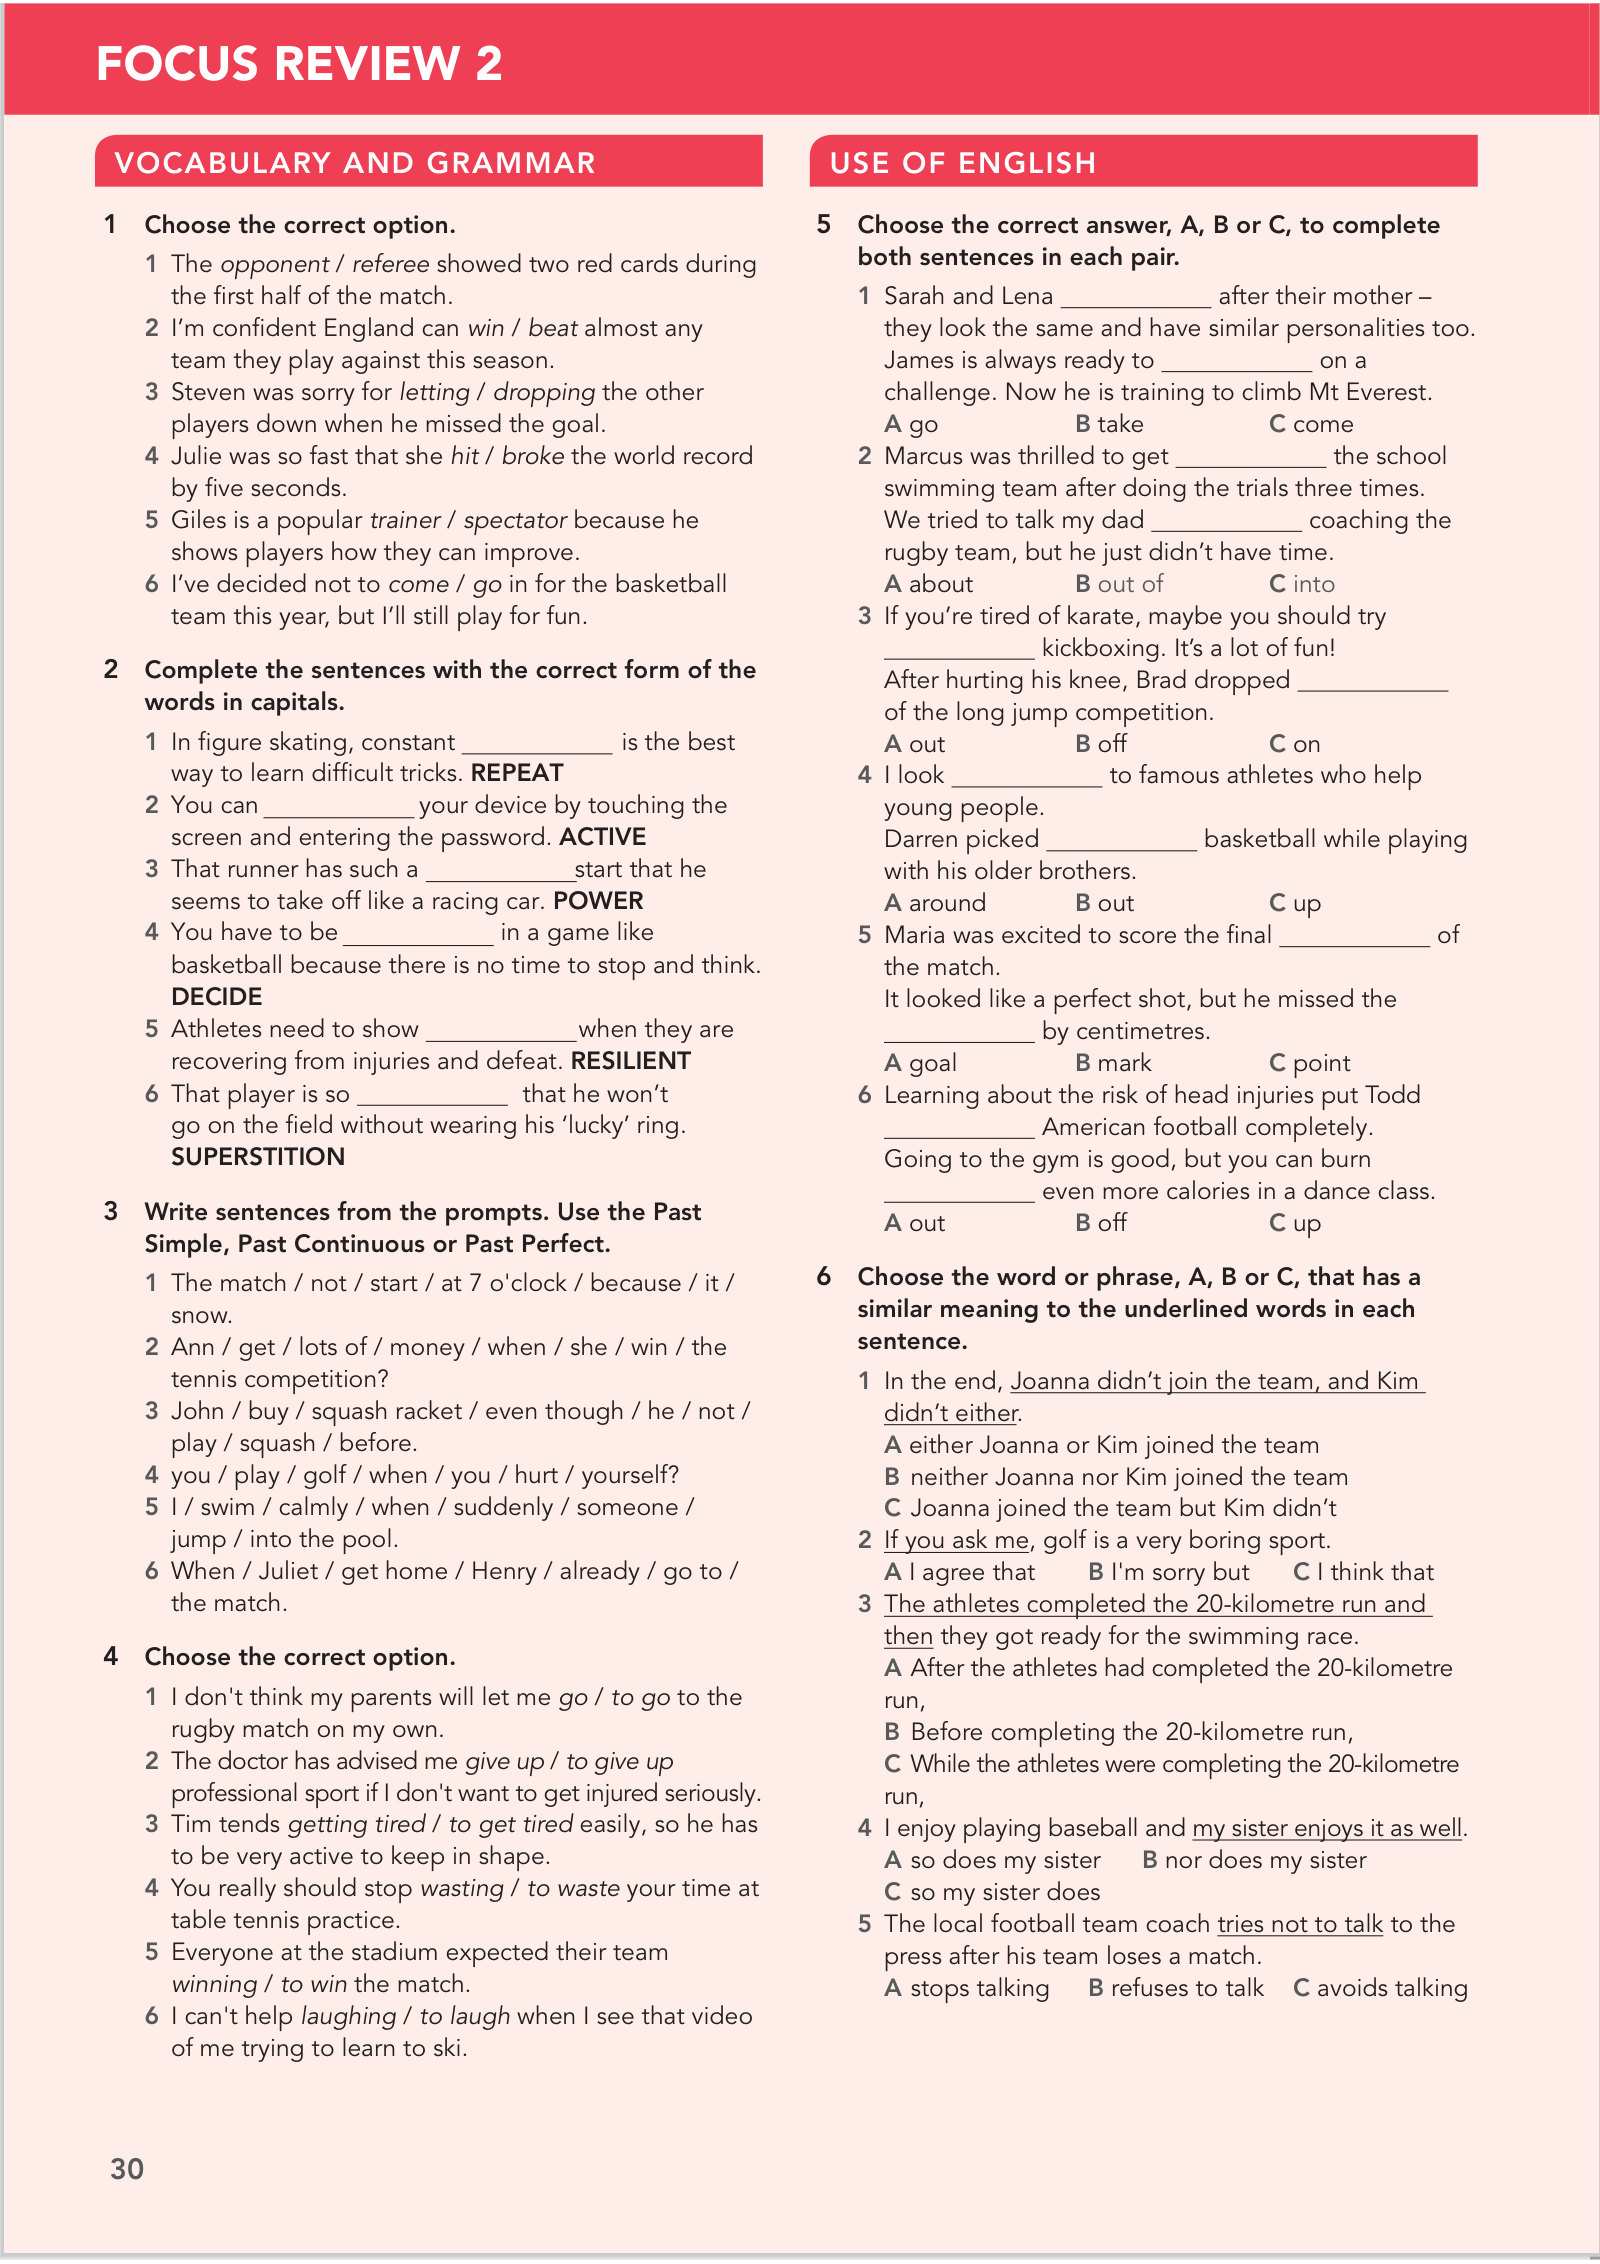 FOCUS REVIEW 2
VOCABULARY AND GRAMMAR
1 Choose the correct option.
1 The opponent / referee showed two red cards during
the first half of the match.
2 I'm confident England can win / beat almost any
team they play against this season.
3 Steven was sorry for letting / dropping the other
players down when he missed the goal.
4 Julie was so fast that she hit / broke the world record
by five seconds.
5 Giles is a popular trainer / spectator because he
shows players how they can improve.
6 I've decided not to come / go in for the basketball
team this year, but I'll still play for fun.
2 Complete the sentences with the correct form of the
words in capitals.
1 In figure skating, constant ____________ is the best
way to learn difficult tricks. REPEAT
2 You can ____________ your device by touching the
screen and entering the password. ACTIVE
3 That runner has such a ____________start that he
seems to take off like a racing car. POWER
4 You have to be ____________ in a game like
basketball because there is no time to stop and think.
DECIDE
5 Athletes need to show ____________when they are
recovering from injuries and defeat. RESILIENT
6 That player is so ____________ that he won't
go on the field without wearing his 'lucky' ring.
SUPERSTITION
3 Write sentences from the prompts. Use the Past
Simple, Past Continuous or Past Perfect.
1 The match / not / start / at 7 o'clock / because / it /
snow.
2 Ann / get / lots of / money / when / she / win / the
tennis competition?
3 John / buy / squash racket / even though / he / not /
play / squash / before.
4 you / play / golf / when / you / hurt / yourself?
5 I / swim / calmly / when / suddenly / someone /
jump / into the pool.
6 When / Juliet / get home / Henry / already / go to /
the match.
4 Choose the correct option.
1 I don't think my parents will let me go / to go to the
rugby match on my own.
2 The doctor has advised me give up / to give up
professional sport if I don't want to get injured seriously.
3 Tim tends getting tired / to get tired easily, so he has
to be very active to keep in shape.
4 You really should stop wasting / to waste your time at
table tennis practice.
5 Everyone at the stadium expected their team
winning / to win the match.
6 I can't help laughing / to laugh when I see that video
of me trying to learn to ski.
USE OF ENGLISH
5 Choose the correct answer, A, B or C, to complete
both sentences in each pair.
1 Sarah and Lena ____________ after their mother –
they look the same and have similar personalities too.
James is always ready to ____________ on a
challenge. Now he is training to climb Mt Everest.
A go B take C come
2 Marcus was thrilled to get ____________ the school
swimming team after doing the trials three times.
We tried to talk my dad ____________ coaching the
rugby team, but he just didn't have time.
A about B out of C into
3 If you're tired of karate, maybe you should try
____________ kickboxing. It's a lot of fun!
After hurting his knee, Brad dropped ____________
of the long jump competition.
A out B off C on
4 I look ____________ to famous athletes who help
young people.
Darren picked ____________ basketball while playing
with his older brothers.
A around B out C up
5 Maria was excited to score the final ____________ of
the match.
It looked like a perfect shot, but he missed the
____________ by centimetres.
A goal B mark C point
6 Learning about the risk of head injuries put Todd
____________ American football completely.
Going to the gym is good, but you can burn
____________ even more calories in a dance class.
A out B off C up
6 Choose the word or phrase, A, B or C, that has a
similar meaning to the underlined words in each
sentence.
1 In the end, Joanna didn't join the team, and Kim
didn't either.
A either Joanna or Kim joined the team
B neither Joanna nor Kim joined the team
C Joanna joined the team but Kim didn't
2 If you ask me, golf is a very boring sport.
A I agree that B I'm sorry but C I think that
3 The athletes completed the 20-kilometre run and
then they got ready for the swimming race.
A After the athletes had completed the 20-kilometre
run,
B Before completing the 20-kilometre run,
C While the athletes were completing the 20-kilometre
run,
4 I enjoy playing baseball and my sister enjoys it as well.
A so does my sister B nor does my sister
C so my sister does
5 The local football team coach tries not to talk to the
press after his team loses a match.
A stops talking B refuses to talk C avoids talking
30